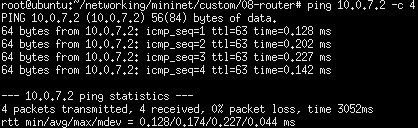 root@ubuntu:~/networking/mininet/custom/08-router# ping 10.0.7.2 -c 4
PING 10.0.7.2 (10.0.7.2) 56(84) bytes of data.
64 bytes from 10.0.7.2: icmp_seq=1 ttl=63 time=0.128 ms
64 bytes from 10.0.7.2: icmp_seq=2 ttl=63 time=0.202 ms
64 bytes from 10.0.7.2: icmp_seq=3 ttl=63 time=0.227 ms
64 bytes from 10.0.7.2: icmp_seq=4 ttl=63 time=0.142 ms
--- 10.0.7.2 ping statistics ---
4 packets transmitted, 4 received, 0% packet loss, time 3052ms
rtt min/avg/max/mdev = 0.128/0.174/0.227/0.044 ms